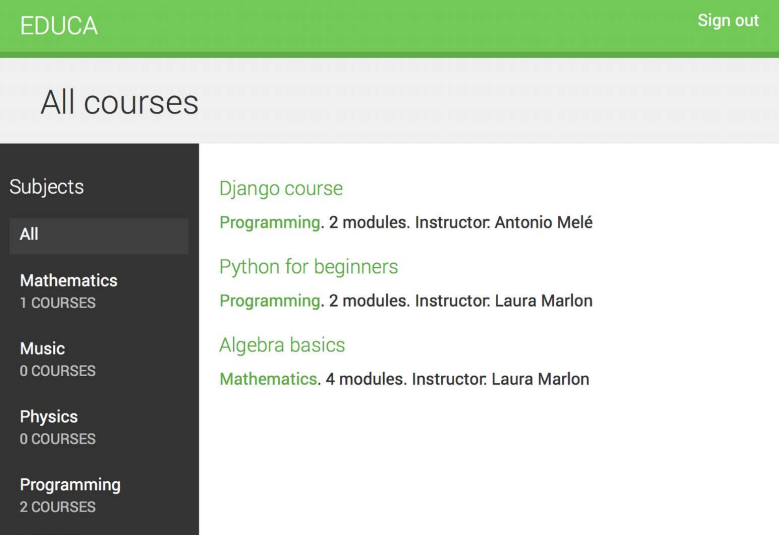 EDUCA
Sign out
All courses
Subjects
All
Mathematics
1 COURSES
Music
0 COURSES
Physics
0 COURSES
Programming
2 COURSES
Django course
Programming. 2 modules. Instructor: Antonio Melé
Python for beginners
Programming. 2 modules. Instructor: Laura Marlon
Algebra basics
Mathematics. 4 modules. Instructor: Laura Marlon